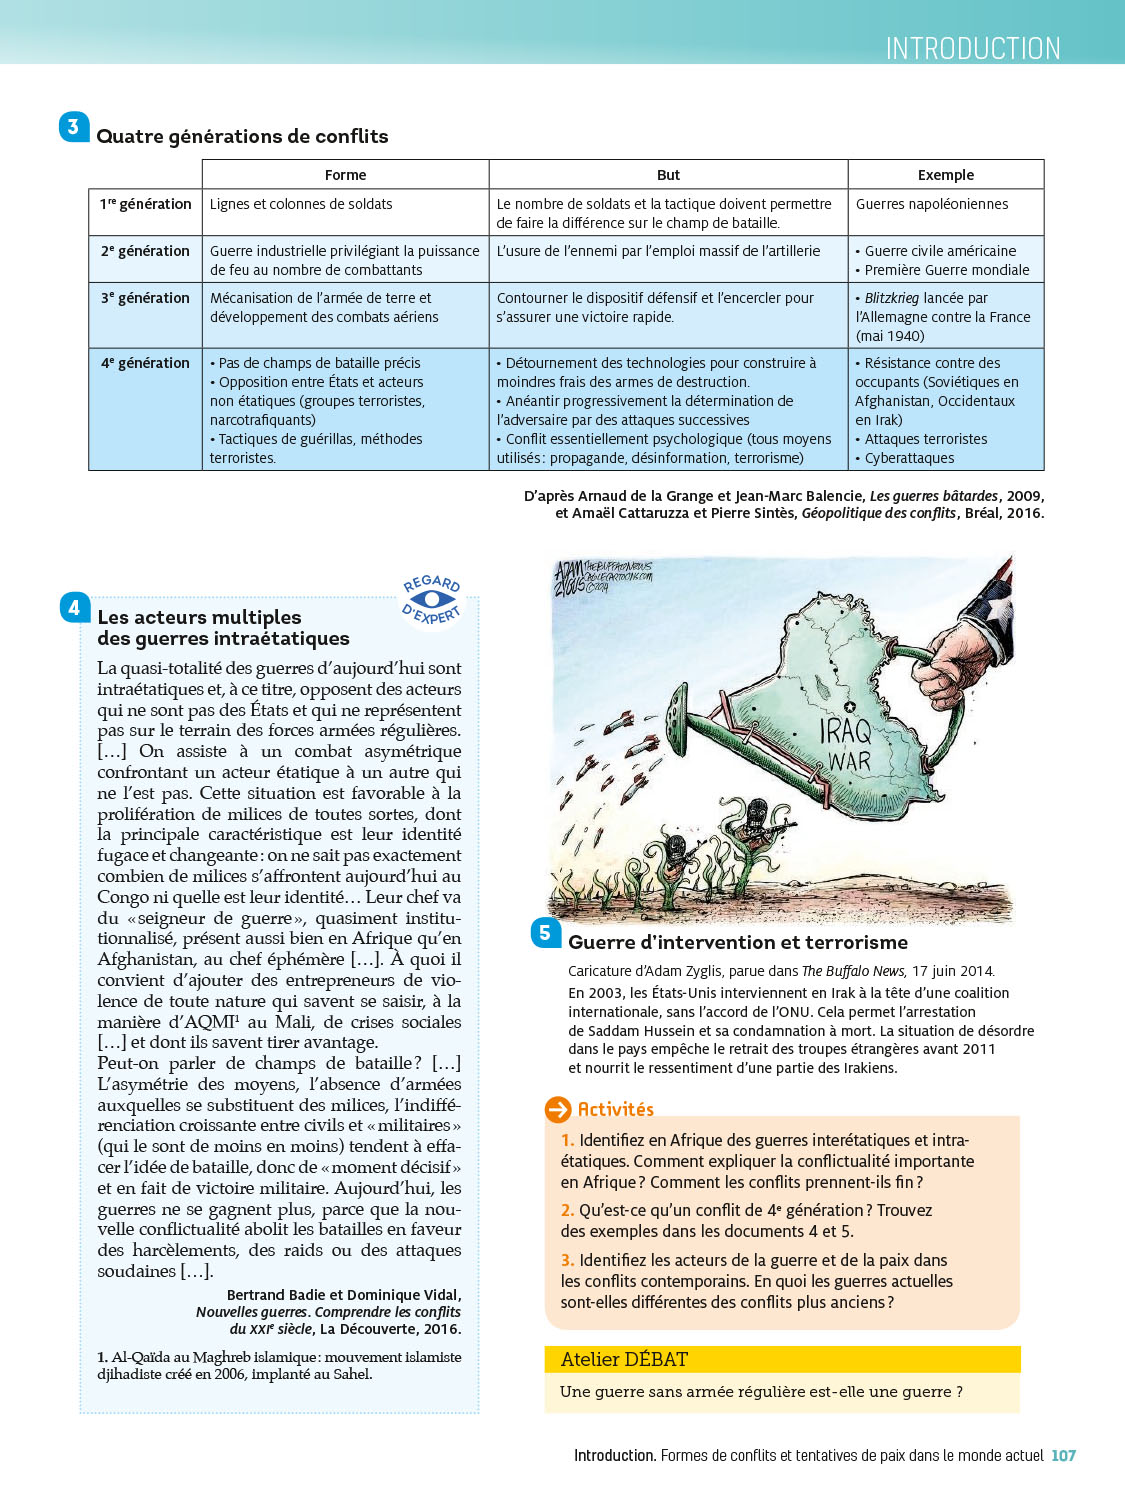 INTRODUCTION
3 Quatre générations de conflits
Forme But Exemple
1re génération Lignes et colonnes de soldats Le nombre de soldats et la tactique doivent permettre Guerres napoléoniennes
de faire la différence sur le champ de bataille.
2e génération Guerre industrielle privilégiant la puissance L’usure de l’ennemi par l’emploi massif de l’artillerie • Guerre civile américaine
de feu au nombre de combattants • Première Guerre mondiale
3e génération Mécanisation de l’armée de terre et Contourner le dispositif défensif et l’encercler pour • Blitzkrieg lancée par
développement des combats aériens s’assurer une victoire rapide. l’Allemagne contre la France
(mai 1940)
4e génération • Pas de champs de bataille précis • Détournement des technologies pour construire à • Résistance contre des
• Opposition entre États et acteurs moindres frais des armes de destruction. occupants (Soviétiques en
non étatiques (groupes terroristes, • Anéantir progressivement la détermination de Afghanistan, Occidentaux
narcotrafiquants) l’adversaire par des attaques successives en Irak)
• Tactiques de guérillas, méthodes • Conflit essentiellement psychologique (tous moyens • Attaques terroristes
terroristes. utilisés : propagande, désinformation, terrorisme) • Cyberattaques
D’après Arnaud de la Grange et Jean-Marc Balencie, Les guerres bâtardes, 2009,
et Amaël Cattaruzza et Pierre Sintès, Géopolitique des conflits, Bréal, 2016.
REGARD D’EXPERT
4 Les acteurs multiples
des guerres intraétatiques
La quasi-totalité des guerres d’aujourd’hui sont
intraétatiques et, à ce titre, opposent des acteurs
qui ne sont pas des États et qui ne représentent
pas sur le terrain des forces armées régulières.
[…] On assiste à un combat asymétrique
confrontant un acteur étatique à un autre qui
ne l’est pas. Cette situation est favorable à la
prolifération de milices de toutes sortes, dont
la principale caractéristique est leur identité
fugace et changeante : on ne sait pas exactement
combien de milices s’affrontent aujourd’hui au
Congo ni quelle est leur identité… Leur chef va
du « seigneur de guerre », quasiment institu-
tionnalisé, présent aussi bien en Afrique qu’en
Afghanistan, au chef éphémère […]. À quoi il
convient d’ajouter des entrepreneurs de vio-
lence de toute nature qui savent se saisir, à la
manière d’AQMI1 au Mali, de crises sociales
[…] et dont ils savent tirer avantage.
Peut-on parler de champs de bataille ? […]
L’asymétrie des moyens, l’absence d’armées
auxquelles se substituent des milices, l’indiffé-
renciation croissante entre civils et « militaires »
(qui le sont de moins en moins) tendent à effa-
cer l’idée de bataille, donc de « moment décisif »
et en fait de victoire militaire. Aujourd’hui, les
guerres ne se gagnent plus, parce que la nou-
velle conflictualité abolit les batailles en faveur
des harcèlements, des raids ou des attaques
soudaines […].
Bertrand Badie et Dominique Vidal,
Nouvelles guerres. Comprendre les conflits
du XXIe siècle, La Découverte, 2016.
1. Al-Qaïda au Maghreb islamique : mouvement islamiste
djihadiste créé en 2006, implanté au Sahel.
ADAM THE BUFFALO NEWS
ZYGLIS CAGLECARTOONS.COM
©2014
IRAQ
WAR
5 Guerre d’intervention et terrorisme
Caricature d’Adam Zyglis, parue dans The Buffalo News, 17 juin 2014.
En 2003, les États-Unis interviennent en Irak à la tête d’une coalition
internationale, sans l’accord de l’ONU. Cela permet l’arrestation
de Saddam Hussein et sa condamnation à mort. La situation de désordre
dans le pays empêche le retrait des troupes étrangères avant 2011
et nourrit le ressentiment d’une partie des Irakiens.
Activités
1. Identifiez en Afrique des guerres interétatiques et intra-
étatiques. Comment expliquer la conflictualité importante
en Afrique ? Comment les conflits prennent-ils fin ?
2. Qu’est-ce qu’un conflit de 4e génération ? Trouvez
des exemples dans les documents 4 et 5.
3. Identifiez les acteurs de la guerre et de la paix dans
les conflits contemporains. En quoi les guerres actuelles
sont-elles différentes des conflits plus anciens ?
Atelier DÉBAT
Une guerre sans armée régulière est-elle une guerre ?
Introduction. Formes de conflits et tentatives de paix dans le monde actuel 107